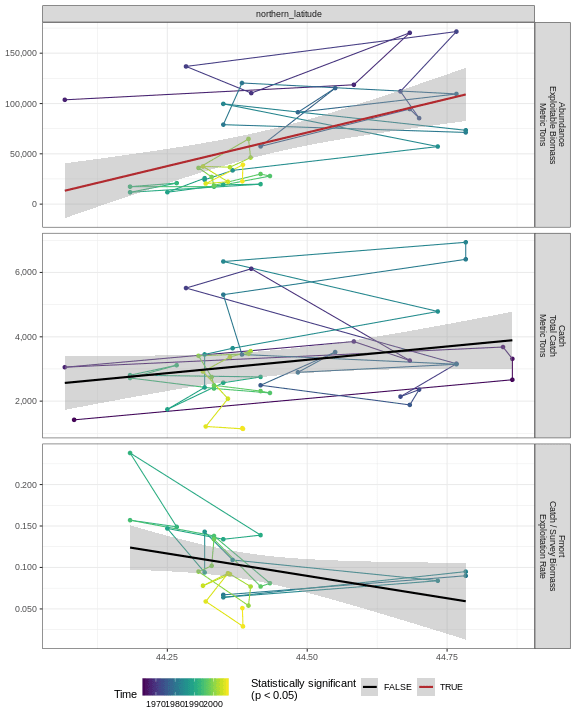 northern_latitude
150,000
100,000
50,000
0
Abundance
Exploitable Biomass
Metric Tons
6,000
4,000
2,000
Catch
Total Catch
Metric Tons
0.200
0.150
0.100
0.050
Fmort
Catch / Survey Biomass
Exploitation Rate
44.25 44.50 44.75
Time
1970198019902000
Statistically significant
(p < 0.05)
FALSE TRUE